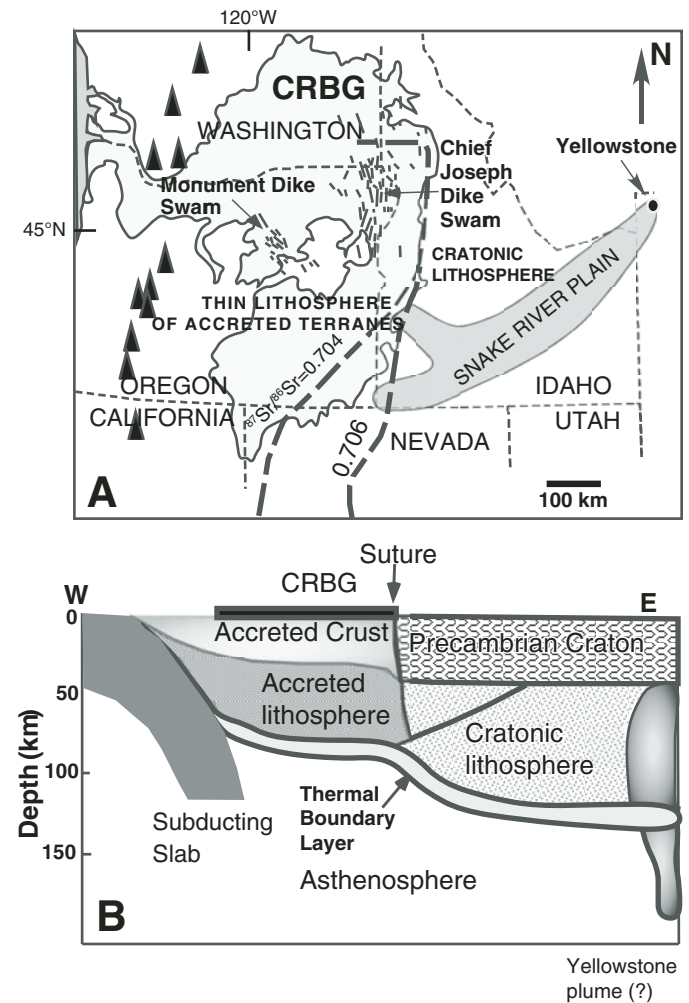 120°W
N
CRBG
WASHINGTON
Chief
Joseph
Dike
Swam
Yellowstone
Monument Dike
Swam
45°N
CRATONIC
LITHOSPHERE
THIN LITHOSPHERE
OF ACCRETED TERRANES
SNAKE RIVER PLAIN
87Sr/86Sr=0.704
OREGON
IDAHO
CALIFORNIA
UTAH
0.706
NEVADA
A
100 km
Suture
W
CRBG
E
0
Accreted Crust
Precambrian Craton
50
Accreted
lithosphere
Cratonic
lithosphere
Depth (km)
100
Thermal
Boundary
Layer
Subducting
Slab
150
Asthenosphere
B
Yellowstone
plume (?)